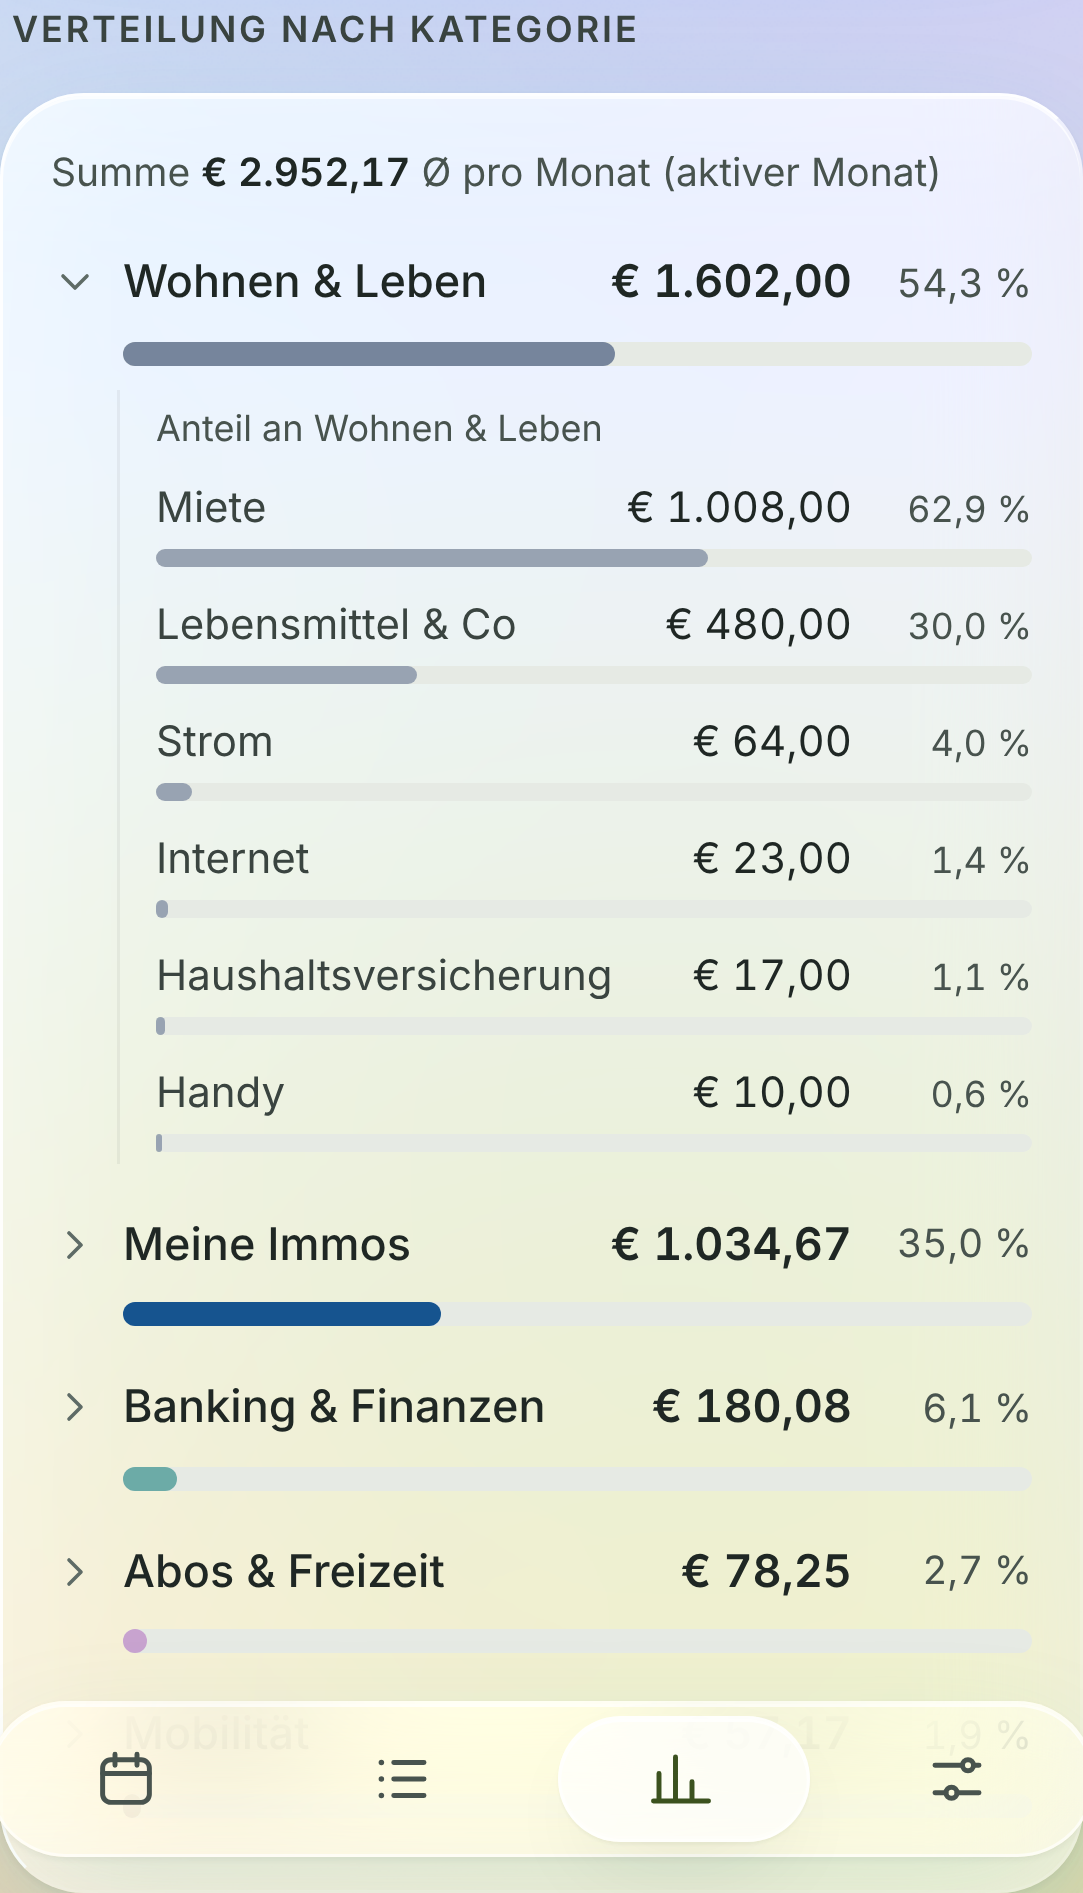 VERTEILUNG NACH KATEGORIE
Summe € 2.952,17 Ø pro Monat (aktiver Monat)
Wohnen & Leben € 1.602,00 54,3 %
Anteil an Wohnen & Leben
Miete € 1.008,00 62,9 %
Lebensmittel & Co € 480,00 30,0 %
Strom € 64,00 4,0 %
Internet € 23,00 1,4 %
Haushaltsversicherung € 17,00 1,1 %
Handy € 10,00 0,6 %
Meine Immos € 1.034,67 35,0 %
Banking & Finanzen € 180,08 6,1 %
Abos & Freizeit € 78,25 2,7 %
Mobilität € 57,17 1,9 %